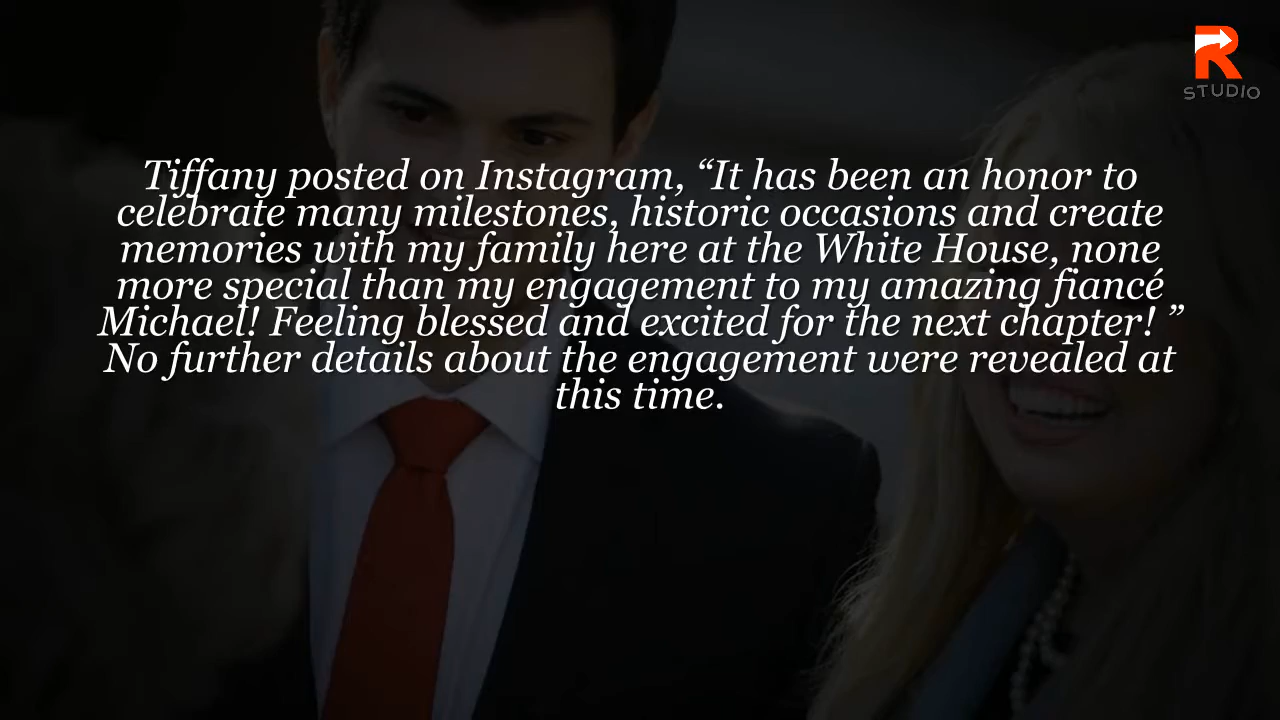 R
STUDIO
Tiffany posted on Instagram, “It has been an honor to
celebrate many milestones, historic occasions and create
memories with my family here at the White House, none
more special than my engagement to my amazing fiancé
Michael! Feeling blessed and excited for the next chapter! ”
No further details about the engagement were revealed at
this time.